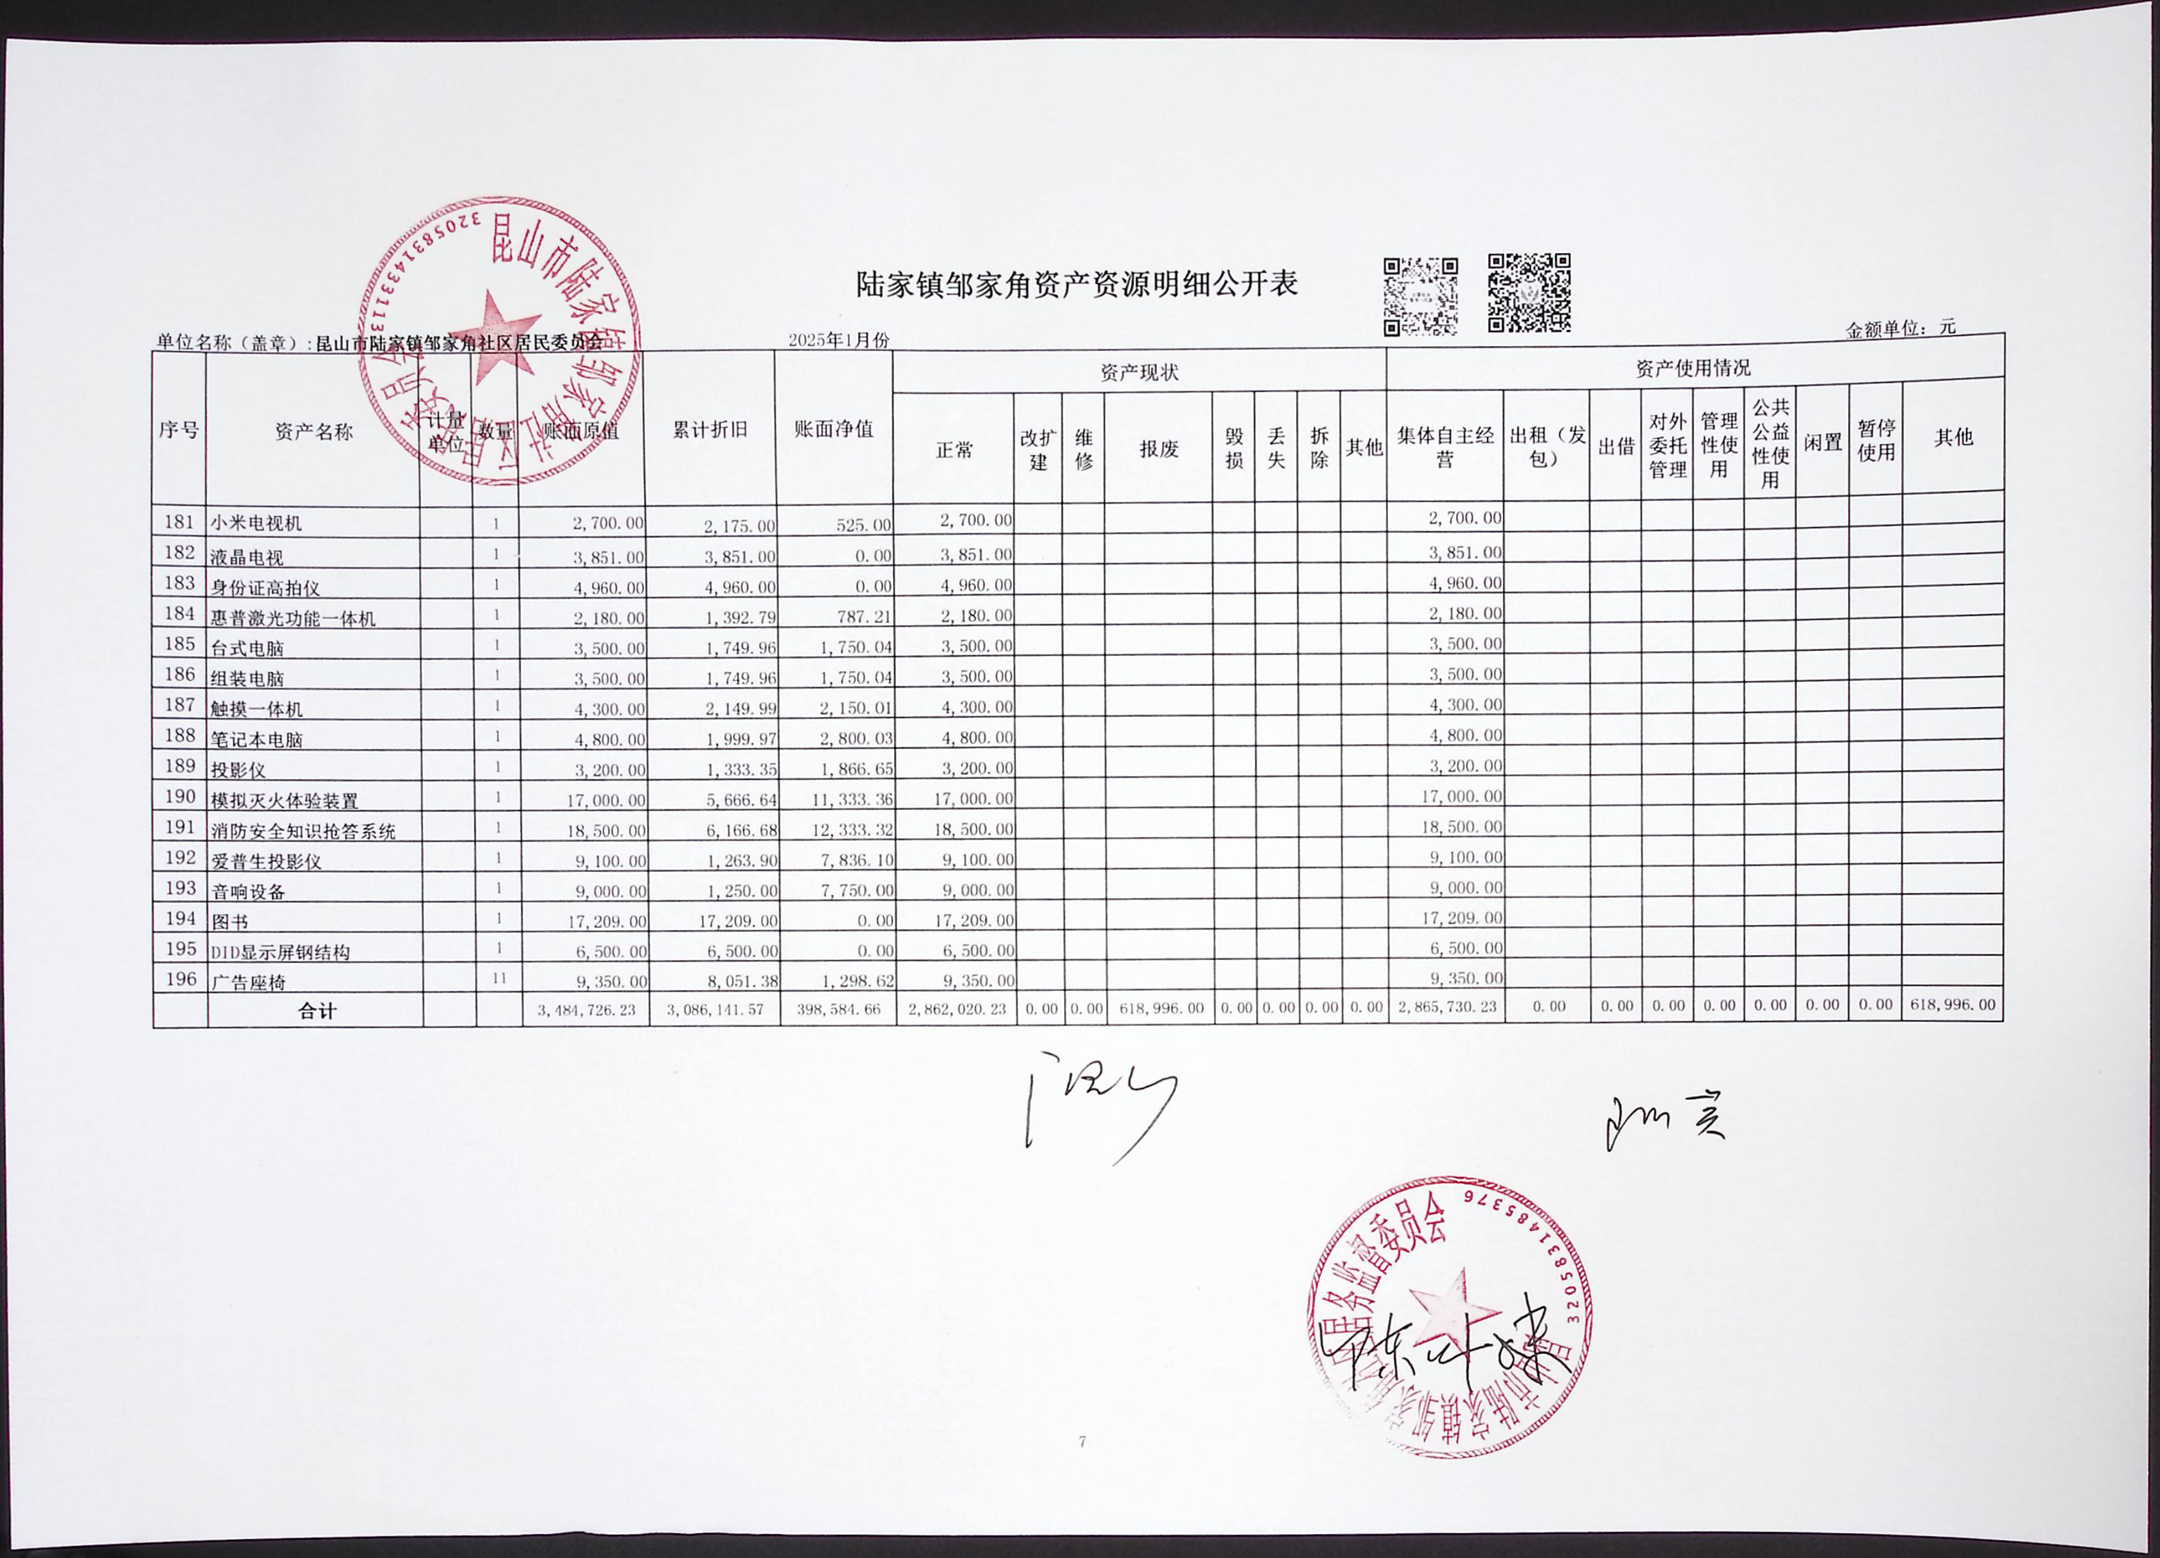 陆家镇邹家角资产资源明细公开表
单位名称（盖章）:昆山市陆家镇邹家角社区居民委员会 2025年1月份 金额单位：元
序号 资产名称 计量单位 数量 账面原值 累计折旧 账面净值 资产现状 资产使用情况
正常 改扩建 维修 报废 毁损 丢失 拆除 其他 集体自主经营 出租（发包） 出借 对外委托管理 管理性使用 公共公益性使用 闲置 暂停使用 其他
181 小米电视机 1 2,700.00 2,175.00 525.00 2,700.00 2,700.00
182 液晶电视 1 3,851.00 3,851.00 0.00 3,851.00 3,851.00
183 身份证高拍仪 1 4,960.00 4,960.00 0.00 4,960.00 4,960.00
184 惠普激光功能一体机 1 2,180.00 1,392.79 787.21 2,180.00 2,180.00
185 台式电脑 1 3,500.00 1,749.96 1,750.04 3,500.00 3,500.00
186 组装电脑 1 3,500.00 1,749.96 1,750.04 3,500.00 3,500.00
187 触摸一体机 1 4,300.00 2,149.99 2,150.01 4,300.00 4,300.00
188 笔记本电脑 1 4,800.00 1,999.97 2,800.03 4,800.00 4,800.00
189 投影仪 1 3,200.00 1,333.35 1,866.65 3,200.00 3,200.00
190 模拟灭火体验装置 1 17,000.00 5,666.64 11,333.36 17,000.00 17,000.00
191 消防安全知识抢答系统 1 18,500.00 6,166.68 12,333.32 18,500.00 18,500.00
192 爱普生投影仪 1 9,100.00 1,263.90 7,836.10 9,100.00 9,100.00
193 音响设备 1 9,000.00 1,250.00 7,750.00 9,000.00 9,000.00
194 图书 1 17,209.00 17,209.00 0.00 17,209.00 17,209.00
195 DID显示屏钢结构 1 6,500.00 6,500.00 0.00 6,500.00 6,500.00
196 广告座椅 11 9,350.00 8,051.38 1,298.62 9,350.00 9,350.00
合计 3,484,726.23 3,086,141.57 398,584.66 2,862,020.23 0.00 0.00 618,996.00 0.00 0.00 0.00 0.00 2,865,730.23 0.00 0.00 0.00 0.00 0.00 0.00 0.00 618,996.00
昆山市陆家镇邹家角社区居民委员会
3205831433113
3205831485376
7